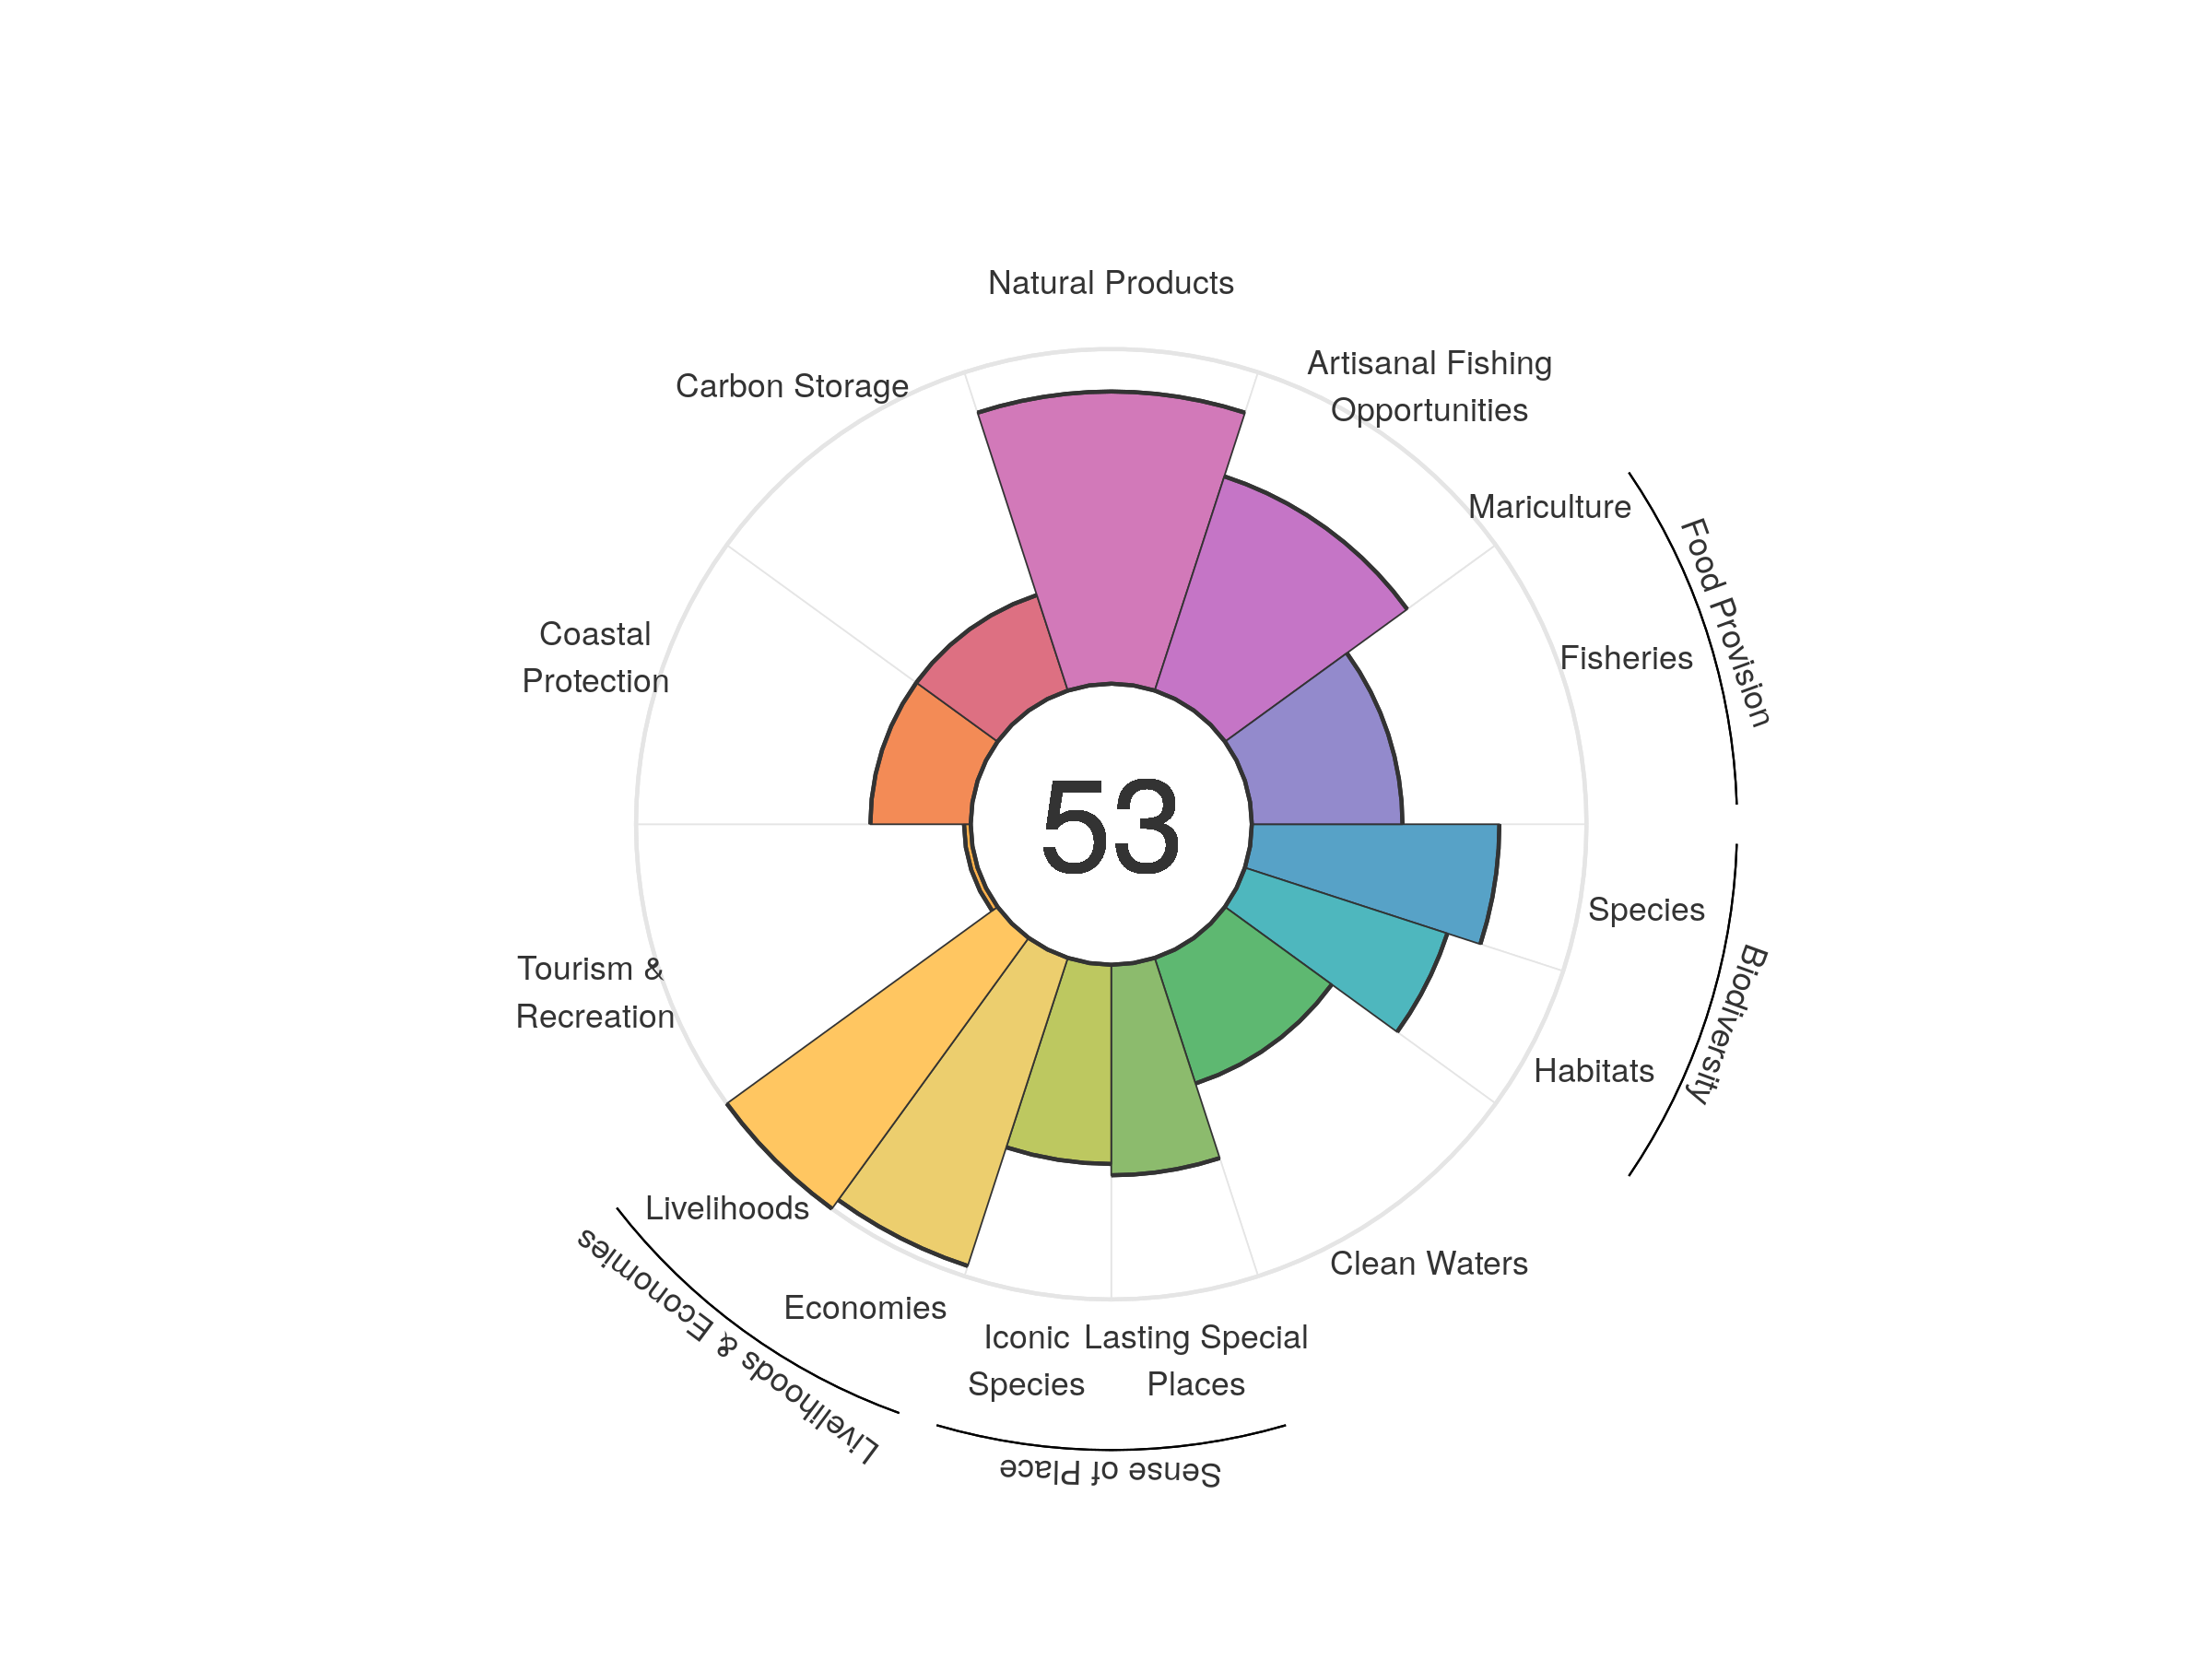 Natural Products
Artisanal Fishing
Opportunities
Carbon Storage
Mariculture
Food Provision
Fisheries
Coastal
Protection
53
Species
Biodiversity
Habitats
Tourism &
Recreation
Livelihoods
Livelihoods & Economies
Clean Waters
Economies
Iconic
Species
Lasting Special
Places
Sense of Place